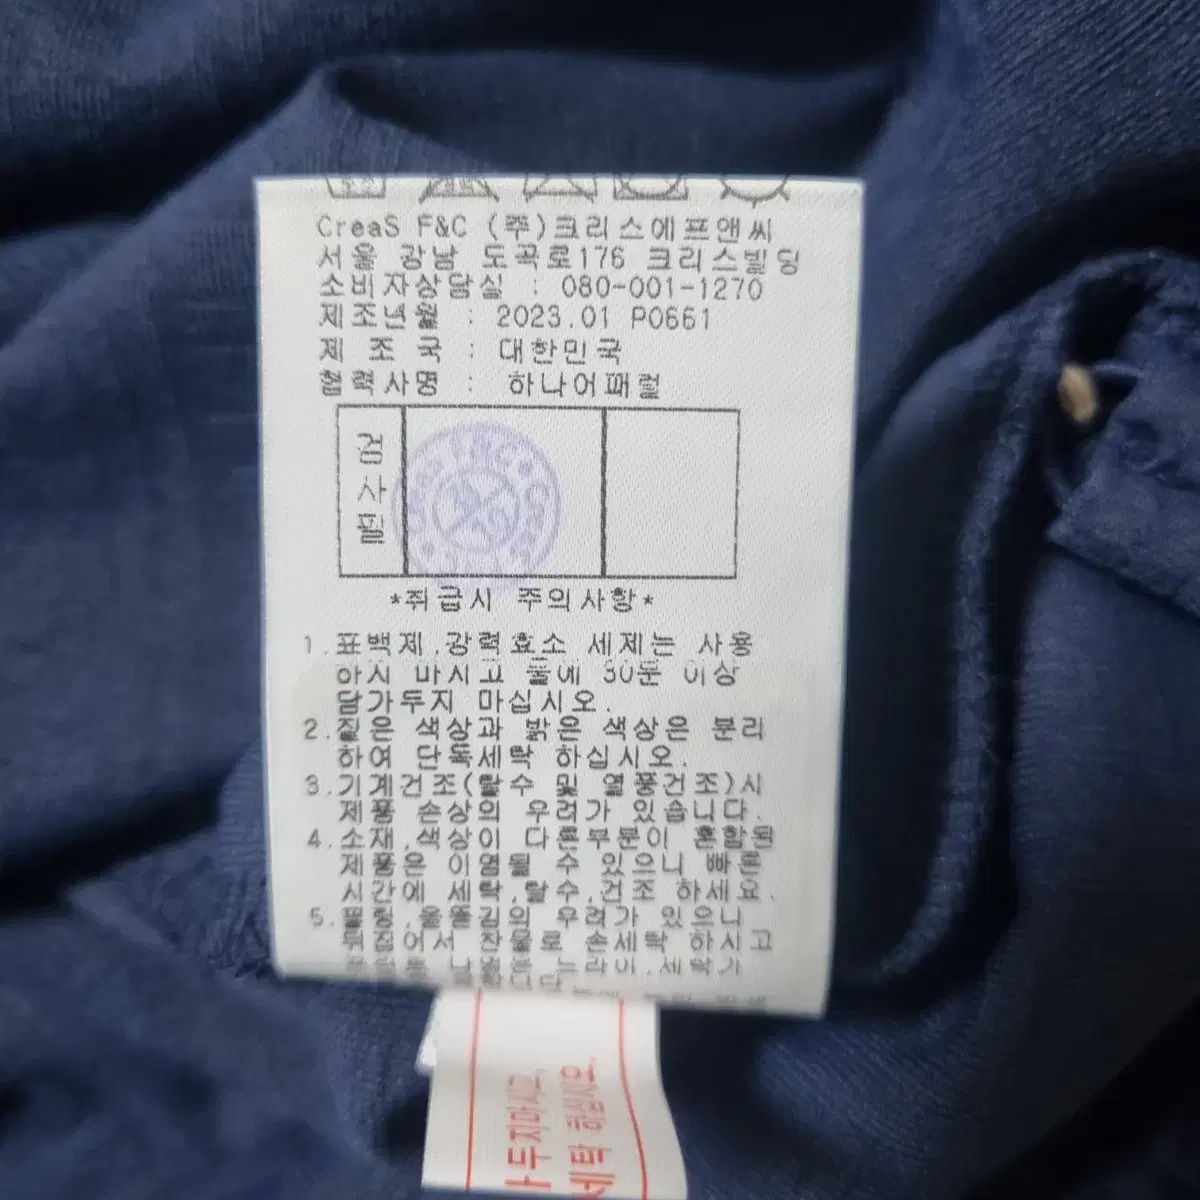 CreaS F&C (주)크리스에프앤씨
서울 강남 도곡로176 크리스빌딩
소비자상담실 : 080-001-1270
제조년월 : 2023.01 P0661
제 조 국 : 대한민국
협력사명 : 하나어패럴
검사필
*취급시 주의사항*
1.표백제,강력효소 세제는 사용
하시 마시고 물에 30분 이상
담가두지 마십시오.
2.짙은 색상과 밝은 색상은 분리
하여 단독세탁 하십시오.
3.기계건조(탈수 및 열풍건조)시
제품 손상의 우려가 있습니다.
4.소재,색상이 다른부분이 혼합된
제품은 이염될 수 있으니 빠른
시간에 세탁,탈수,건조 하세요.
5.필링,올뜯김의 우려가 있으니
뒤집어서 찬물로 손세탁 하시고
두지마시고,
세탁 하십시오.